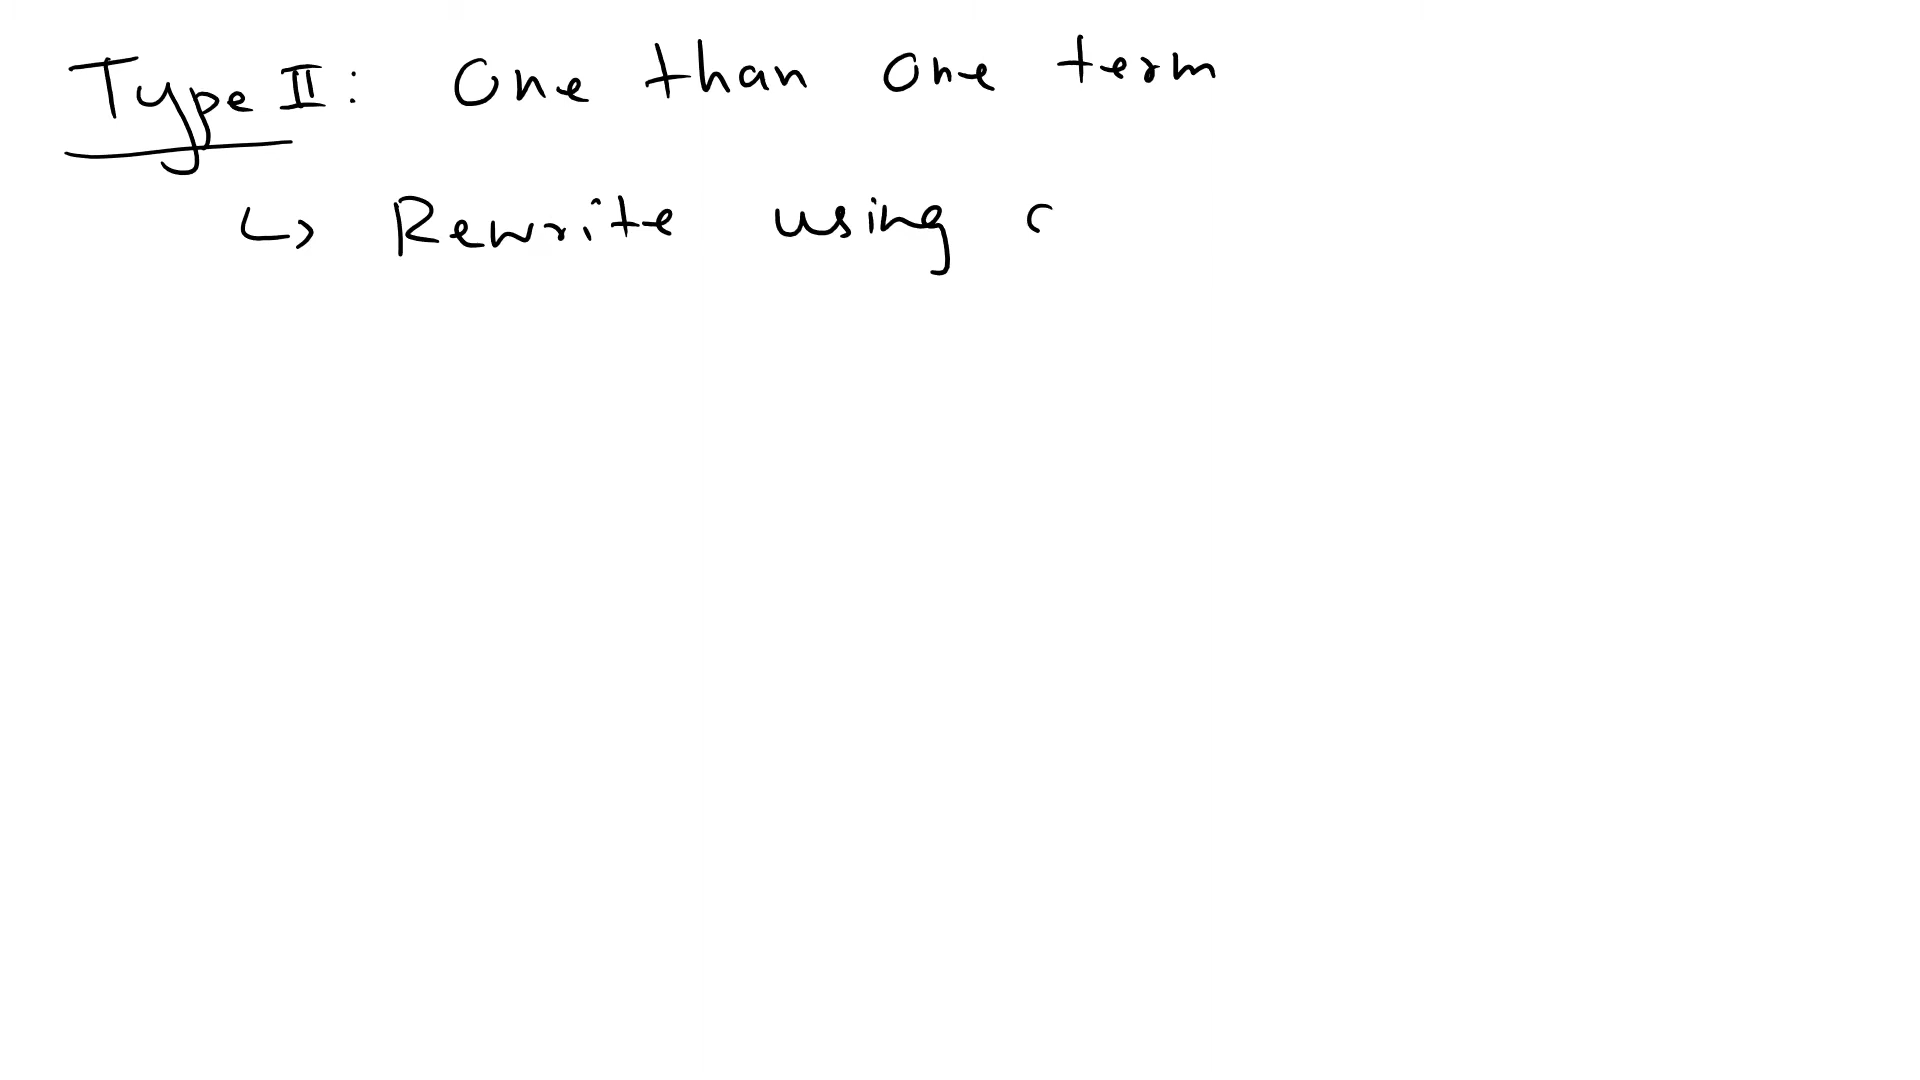 Type II: One than one term
↳ Rewrite using